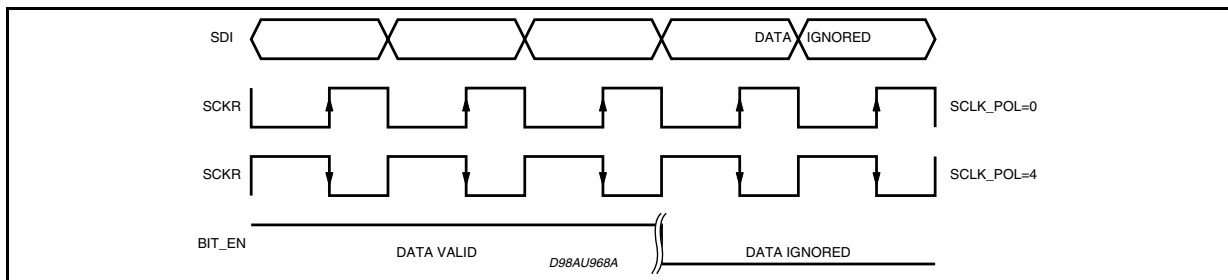 SDI
DATA IGNORED
SCKR
SCLK_POL=0
SCKR
SCLK_POL=4
BIT_EN
DATA VALID
D98AU968A
DATA IGNORED